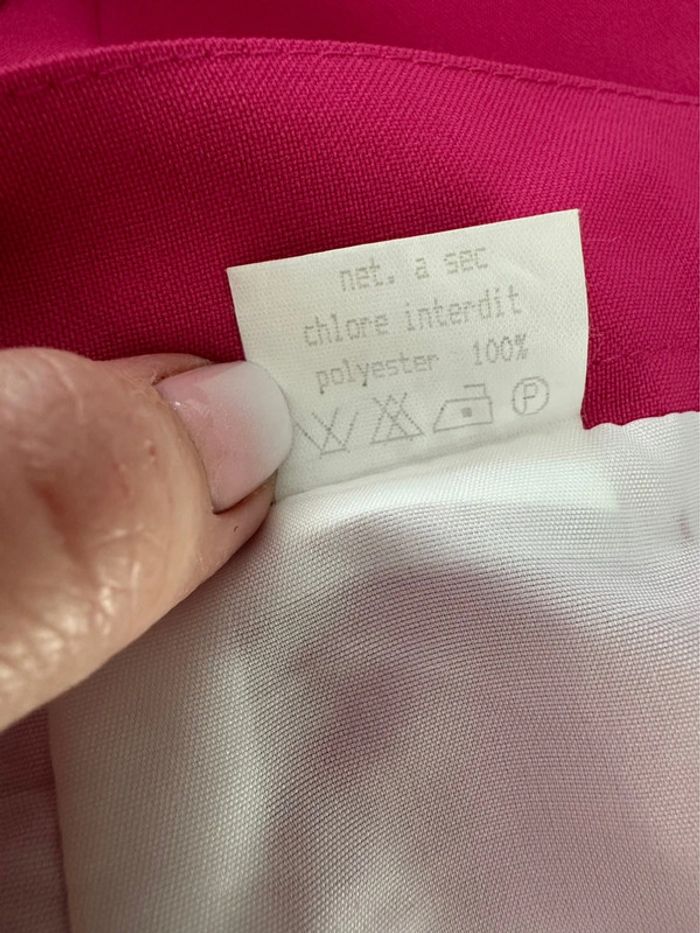 net. a sec
chlore interdit
polyester 100%
P